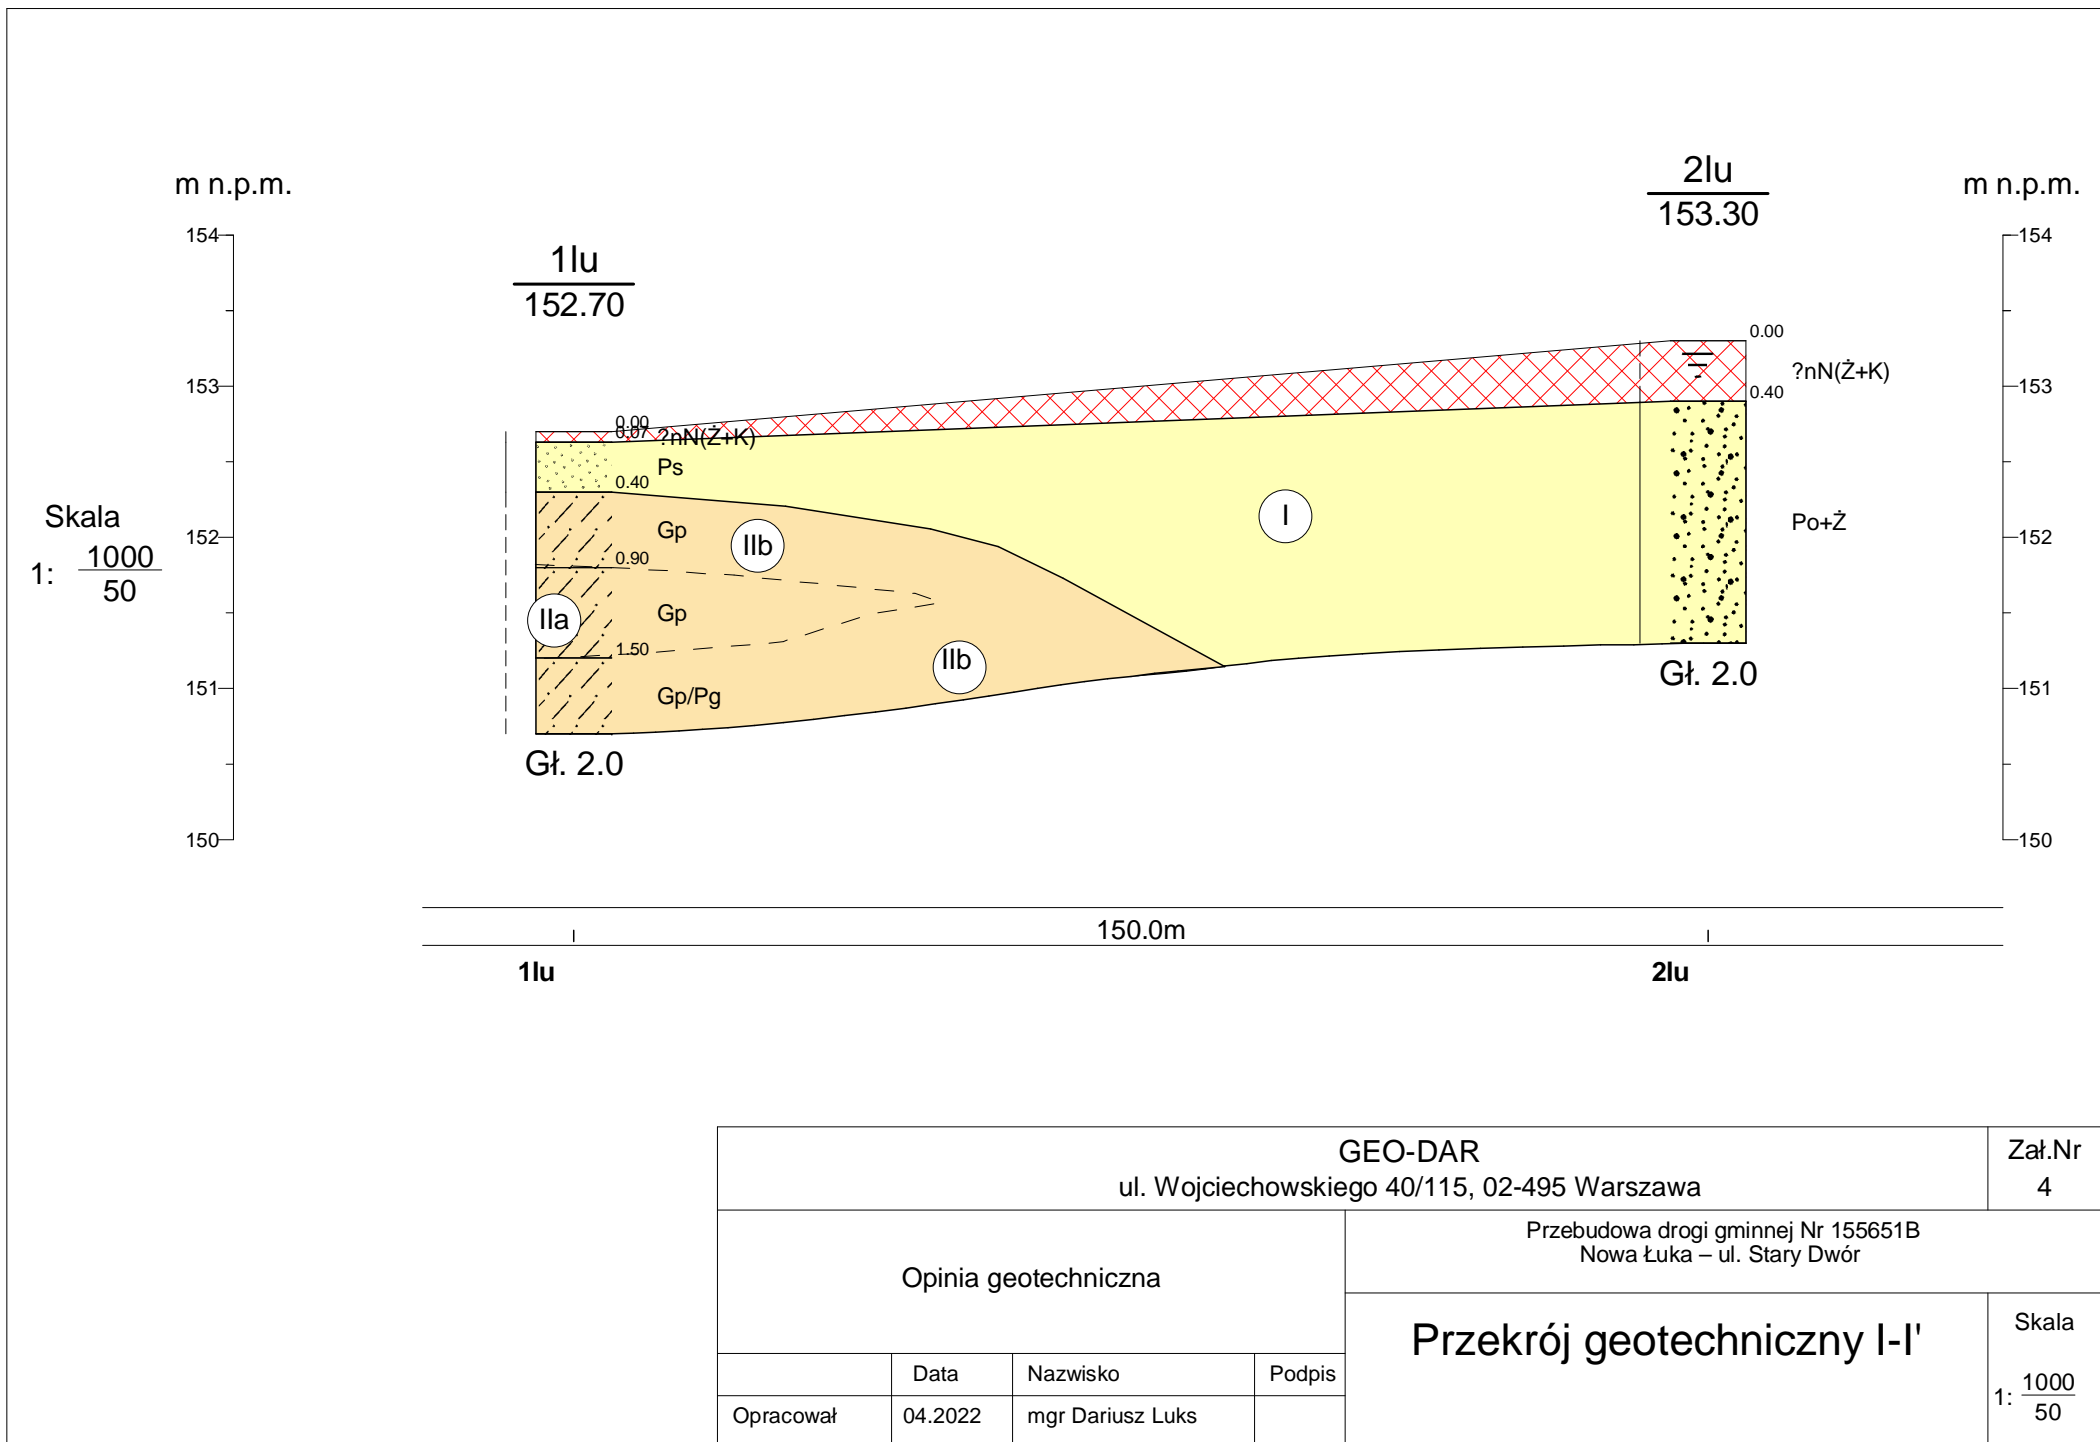 m n.p.m.
2lu
153.30
m n.p.m.
154
154
1lu
152.70
0.00
?nN(Ż+K)
0.40
153
153
0.00
0.07
?nN(Ż+K)
Ps
0.40
I
Po+Ż
Skala
1: 1000
50
152
152
Gp
IIb
0.90
IIa
Gp
1.50
IIb
Gp/Pg
151
151
Gł. 2.0
Gł. 2.0
150
150
150.0m
1lu
2lu
GEO-DAR
ul. Wojciechowskiego 40/115, 02-495 Warszawa
Zał.Nr
4
Opinia geotechniczna
Przebudowa drogi gminnej Nr 155651B
Nowa Łuka – ul. Stary Dwór
Przekrój geotechniczny I-I'
Skala
1: 1000
50
Data
Nazwisko
Podpis
Opracował
04.2022
mgr Dariusz Luks